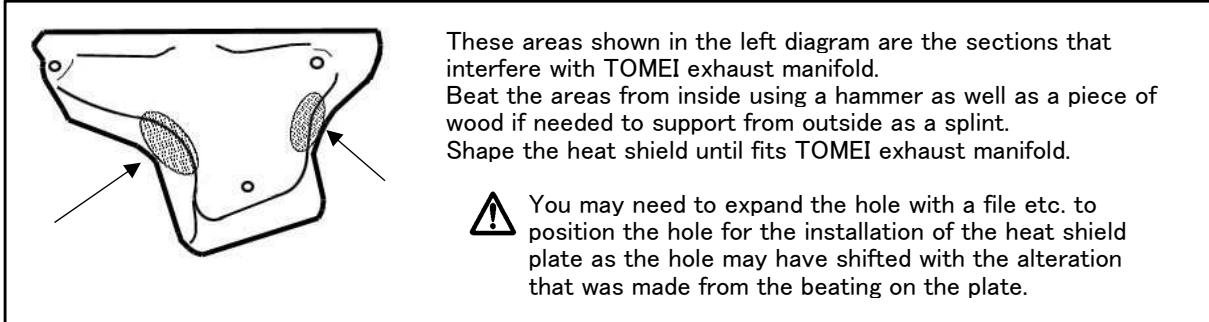 These areas shown in the left diagram are the sections that
interfere with TOMEI exhaust manifold.
Beat the areas from inside using a hammer as well as a piece of
wood if needed to support from outside as a splint.
Shape the heat shield until fits TOMEI exhaust manifold.
You may need to expand the hole with a file etc. to
position the hole for the installation of the heat shield
plate as the hole may have shifted with the alteration
that was made from the beating on the plate.